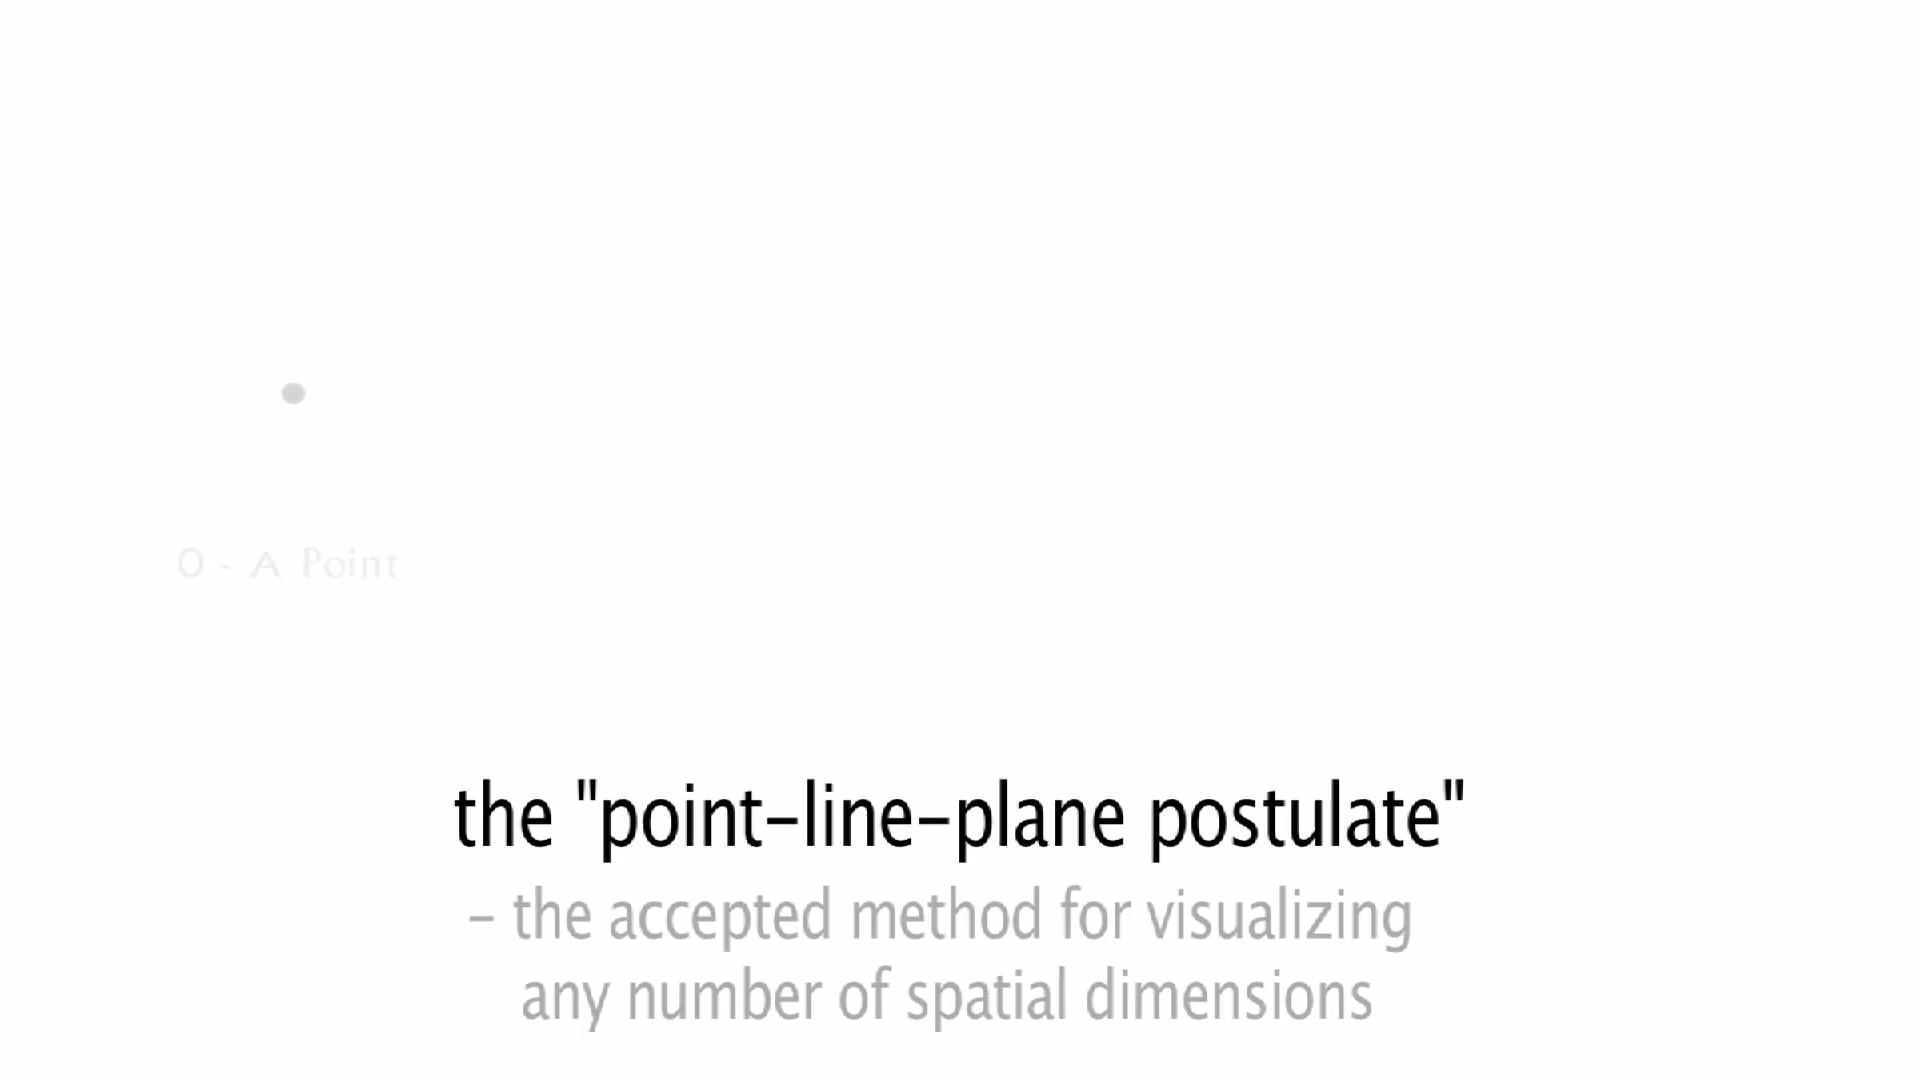 0 - A Point
the "point-line-plane postulate"
- the accepted method for visualizing
any number of spatial dimensions